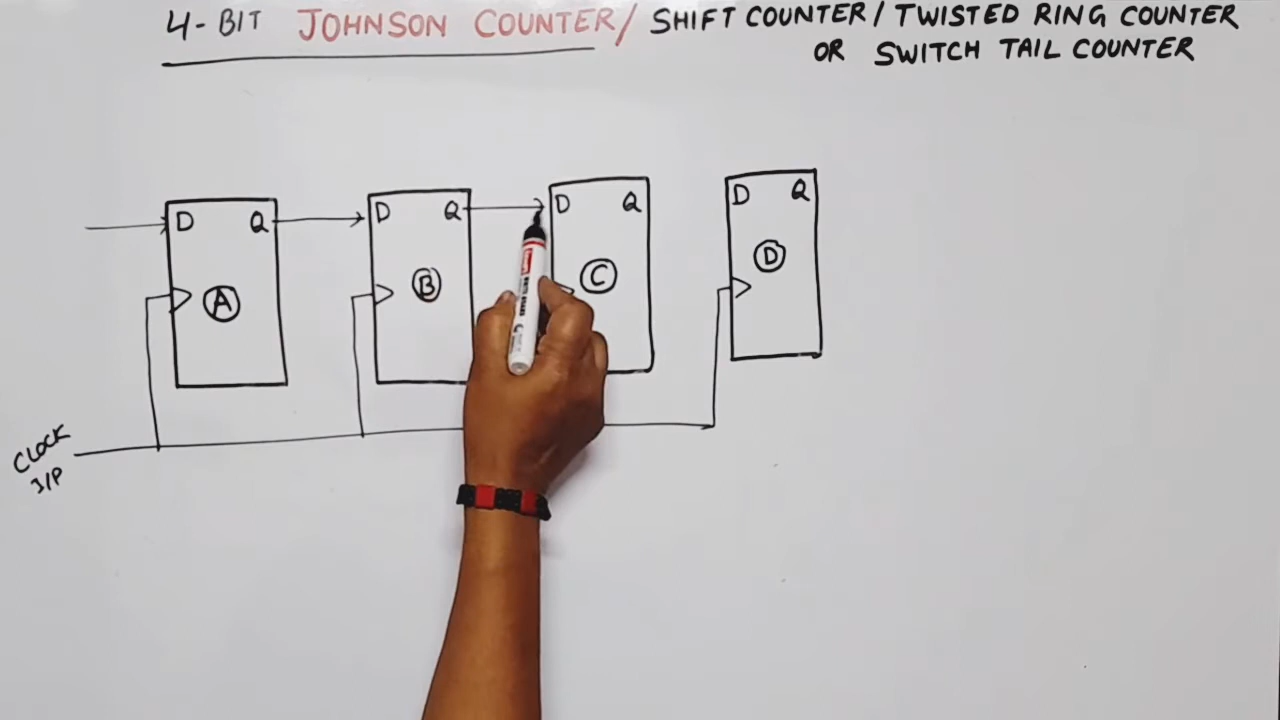 4-BIT JOHNSON COUNTER/ SHIFT COUNTER / TWISTED RING COUNTER
OR SWITCH TAIL COUNTER
D Q
A
D Q
B
D Q
C
D Q
D
CLOCK
I/P